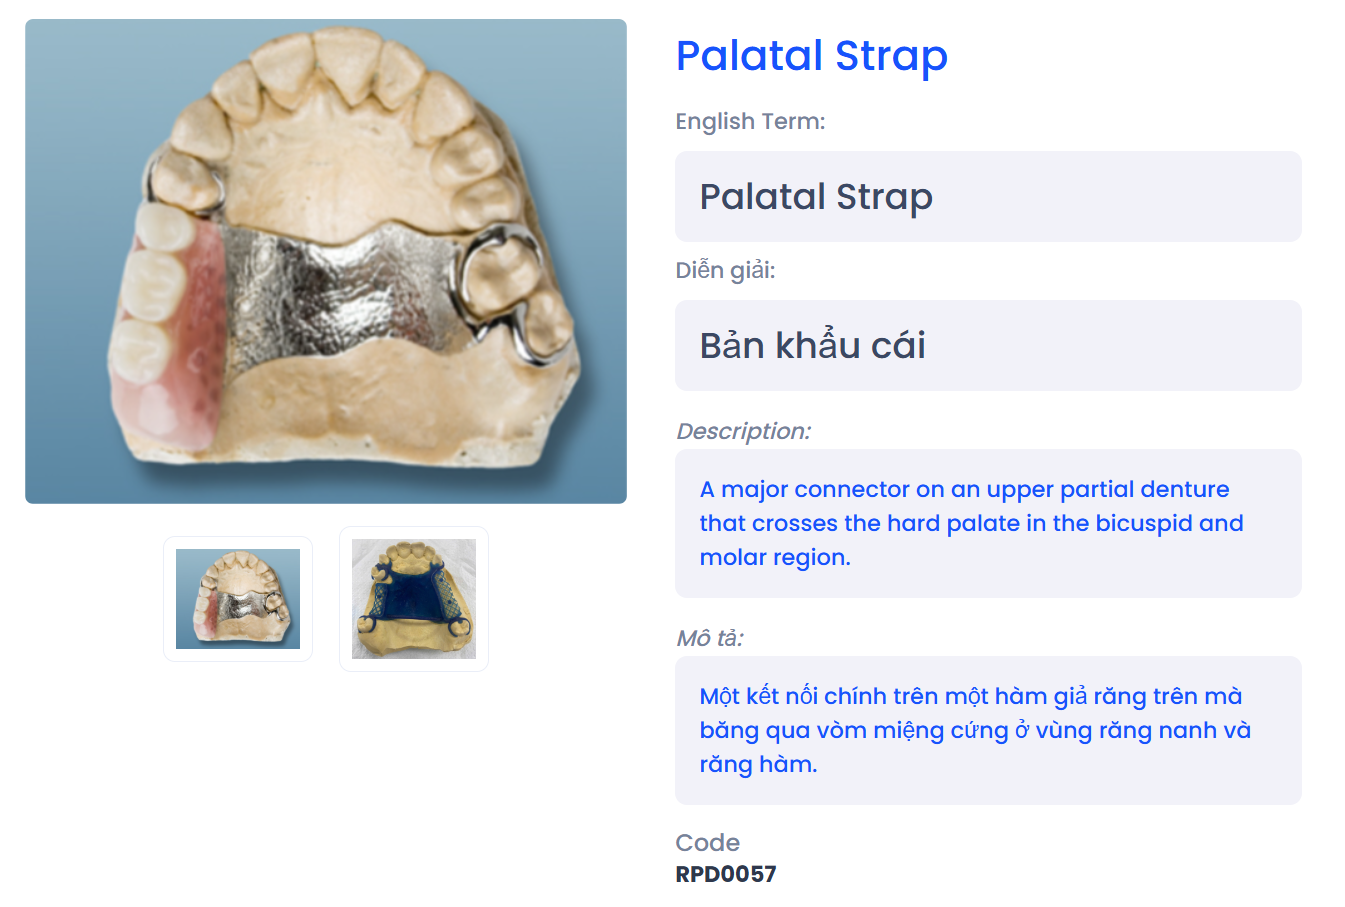 Palatal Strap
English Term:
Palatal Strap
Diễn giải:
Bản khẩu cái
Description:
A major connector on an upper partial denture
that crosses the hard palate in the bicuspid and
molar region.
Mô tả:
Một kết nối chính trên một hàm giả răng trên mà
băng qua vòm miệng cứng ở vùng răng nanh và
răng hàm.
Code
RPD0057